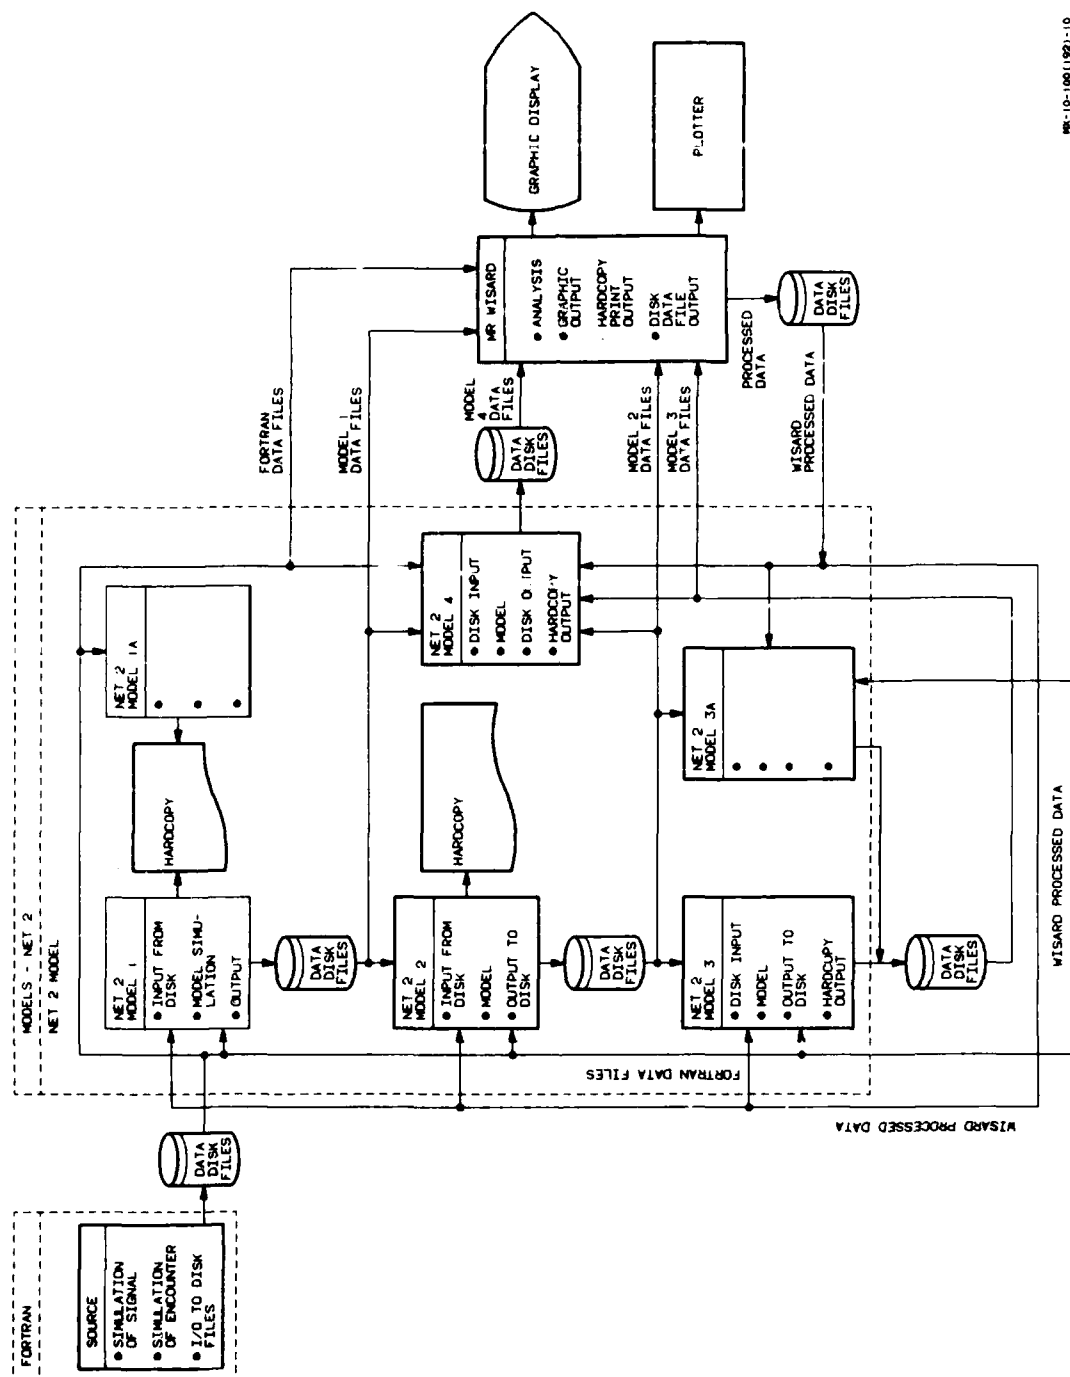 FORTRAN
SOURCE
● SIMULATION
OF SIGNAL
● SIMULATION
OF ENCOUNTER
● I/O TO DISK
FILES
DATA
DISK
FILES
MODELS - NET 2
NET 2 MODEL
NET 2
MODEL 1
● INPUT FROM
DISK
● MODEL SIMU-
LATION
● OUTPUT
HARDCOPY
NET 2
MODEL 1A
●
●
●
DATA
DISK
FILES
NET 2
MODEL 2
● INPUT FROM
DISK
● MODEL
● OUTPUT TO
DISK
HARDCOPY
DATA
DISK
FILES
NET 2
MODEL 3
● DISK INPUT
● MODEL
● OUTPUT TO
DISK
● HARDCOPY
OUTPUT
NET 2
MODEL 3A
●
●
●
●
DATA
DISK
FILES
NET 2
MODEL 4
● DISK INPUT
● MODEL
● DISK OUTPUT
● HARDCOPY
OUTPUT
DATA
DISK
FILES
FORTRAN DATA FILES
WISARD PROCESSED DATA
WISARD PROCESSED DATA
FORTRAN
DATA FILES
MODEL 1
DATA FILES
MODEL
4 DATA
FILES
MODEL 2
DATA FILES
MODEL 3
DATA FILES
WISARD
PROCESSED DATA
MR WISARD
● ANALYSIS
● GRAPHIC
OUTPUT
HARDCOPY
PRINT
OUTPUT
● DISK
DATA
FILE
OUTPUT
PROCESSED
DATA
DATA
DISK
FILES
GRAPHIC DISPLAY
PLOTTER